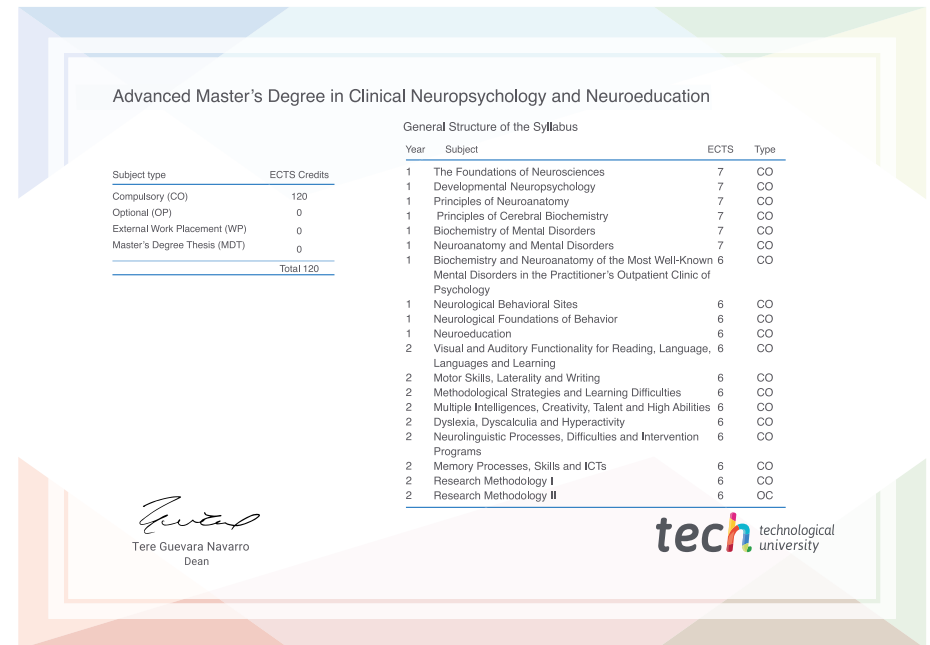 Advanced Master's Degree in Clinical Neuropsychology and Neuroeducation
General Structure of the Syllabus
Subject type ECTS Credits
Compulsory (CO) 120
Optional (OP) 0
External Work Placement (WP) 0
Master's Degree Thesis (MDT) 0
Total 120
Year Subject ECTS Type
1 The Foundations of Neurosciences 7 CO
1 Developmental Neuropsychology 7 CO
1 Principles of Neuroanatomy 7 CO
1 Principles of Cerebral Biochemistry 7 CO
1 Biochemistry of Mental Disorders 7 CO
1 Neuroanatomy and Mental Disorders 7 CO
1 Biochemistry and Neuroanatomy of the Most Well-Known 6 CO
Mental Disorders in the Practitioner's Outpatient Clinic of
Psychology
1 Neurological Behavioral Sites 6 CO
1 Neurological Foundations of Behavior 6 CO
1 Neuroeducation 6 CO
2 Visual and Auditory Functionality for Reading, Language, 6 CO
Languages and Learning
2 Motor Skills, Laterality and Writing 6 CO
2 Methodological Strategies and Learning Difficulties 6 CO
2 Multiple Intelligences, Creativity, Talent and High Abilities 6 CO
2 Dyslexia, Dyscalculia and Hyperactivity 6 CO
2 Neurolinguistic Processes, Difficulties and Intervention 6 CO
Programs
2 Memory Processes, Skills and ICTs 6 CO
2 Research Methodology I 6 CO
2 Research Methodology II 6 OC
Tere Guevara Navarro
Dean
tech technological
university